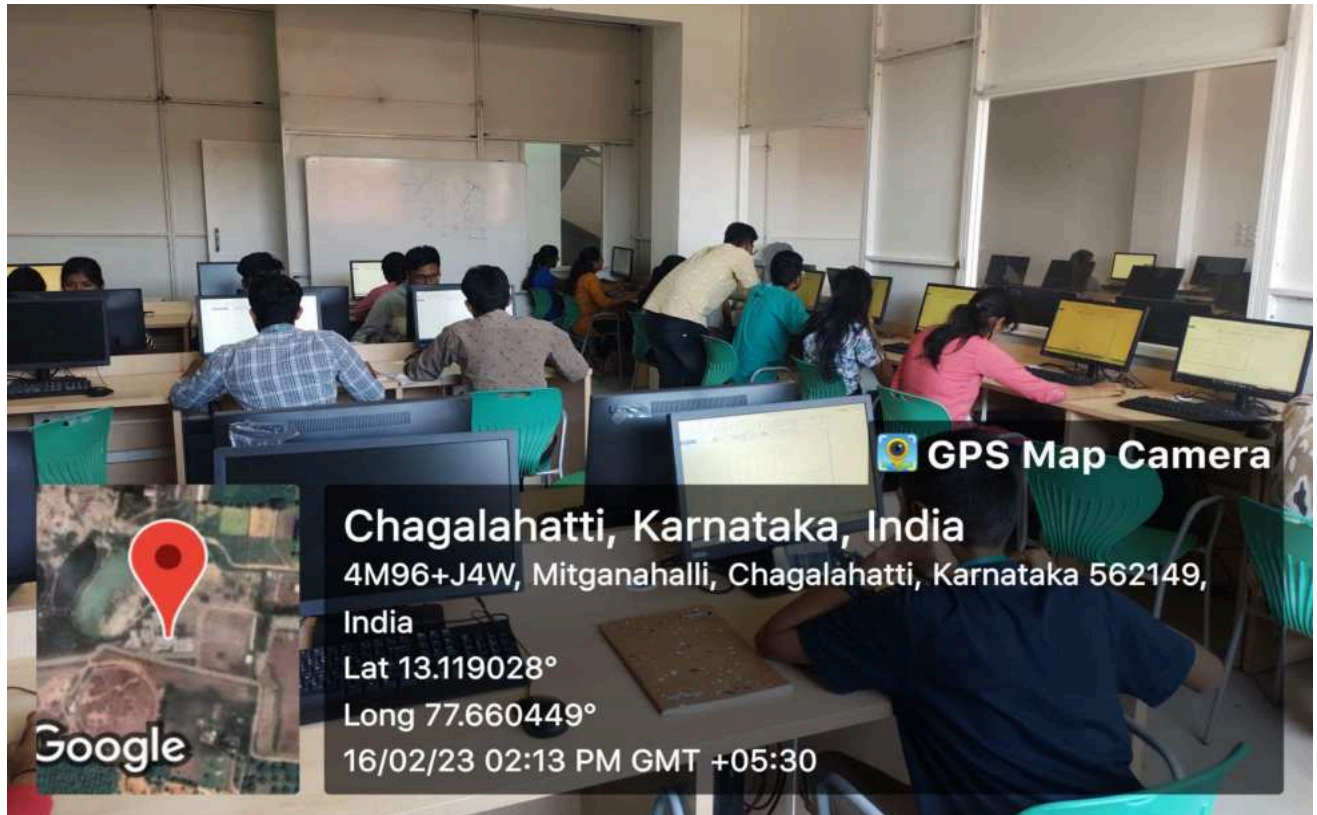 GPS Map Camera
Chagalahatti, Karnataka, India
4M96+J4W, Mitganahalli, Chagalahatti, Karnataka 562149,
India
Lat 13.119028°
Long 77.660449°
16/02/23 02:13 PM GMT +05:30
Google